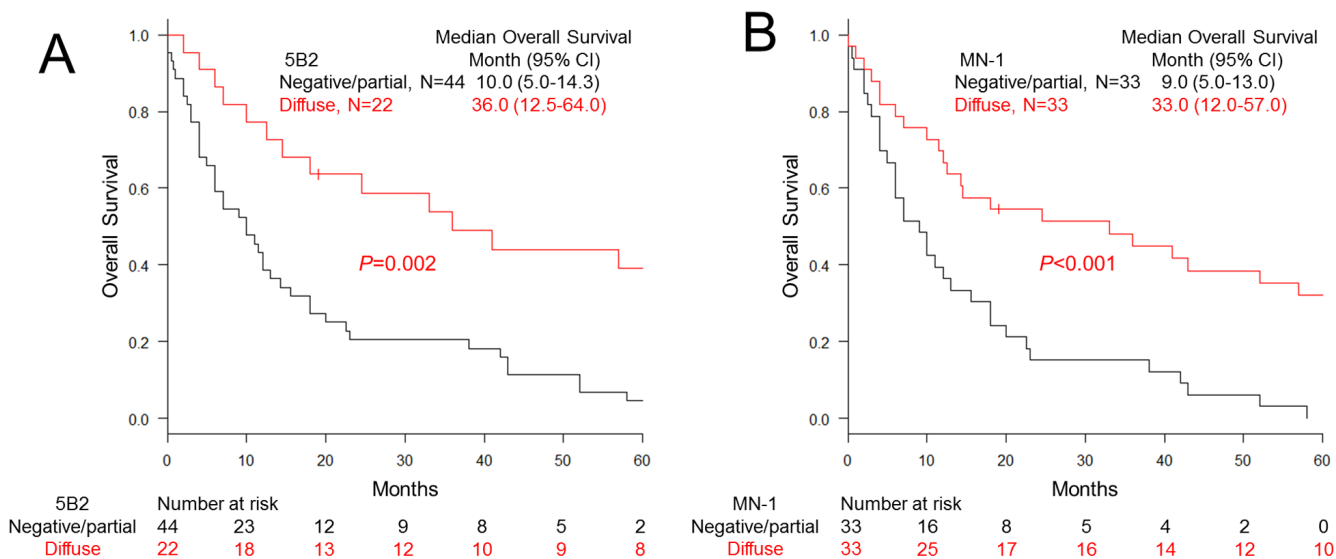 A
Median Overall Survival
5B2 Month (95% CI)
Negative/partial, N=44 10.0 (5.0-14.3)
Diffuse, N=22 36.0 (12.5-64.0)
P=0.002
Overall Survival
1.0
0.8
0.6
0.4
0.2
0.0
0 10 20 30 40 50 60
Months
5B2 Number at risk
Negative/partial 44 23 12 9 8 5 2
Diffuse 22 18 13 12 10 9 8
B
Median Overall Survival
MN-1 Month (95% CI)
Negative/partial, N=33 9.0 (5.0-13.0)
Diffuse, N=33 33.0 (12.0-57.0)
P<0.001
Overall Survival
1.0
0.8
0.6
0.4
0.2
0.0
0 10 20 30 40 50 60
Months
MN-1 Number at risk
Negative/partial 33 16 8 5 4 2 0
Diffuse 33 25 17 16 14 12 10